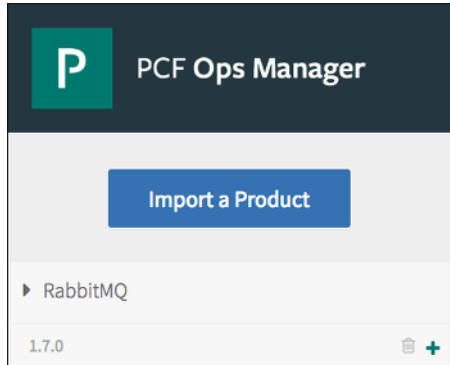 P
PCF Ops Manager
Import a Product
RabbitMQ
1.7.0